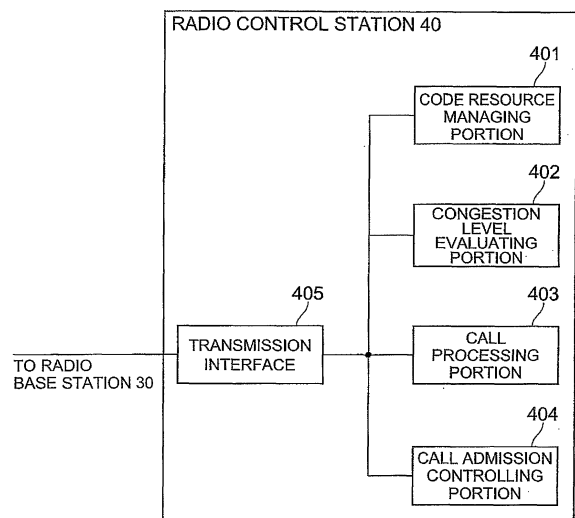 RADIO CONTROL STATION 40
401
CODE RESOURCE
MANAGING
PORTION
402
CONGESTION
LEVEL
EVALUATING
PORTION
405
TRANSMISSION
INTERFACE
403
CALL
PROCESSING
PORTION
TO RADIO
BASE STATION 30
404
CALL ADMISSION
CONTROLLING
PORTION